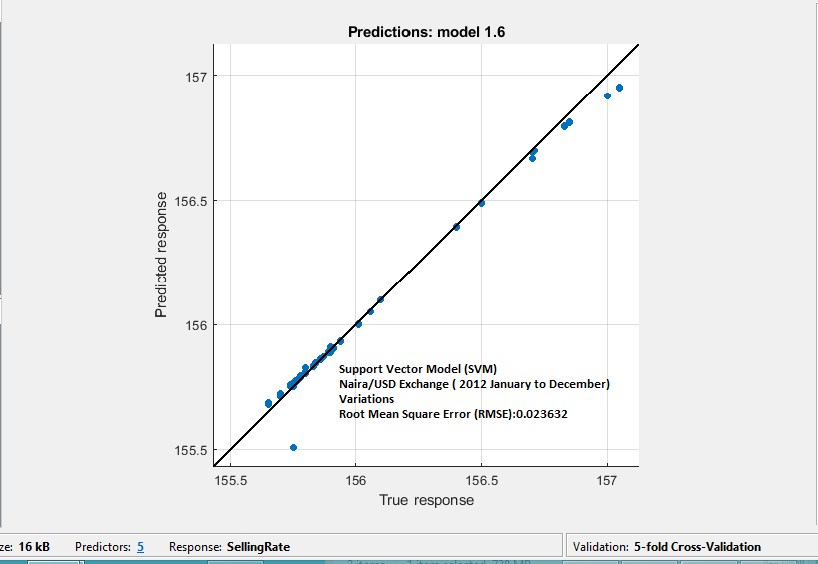 Predictions: model 1.6
157
156.5
156
155.5
Predicted response
Support Vector Model (SVM)
Naira/USD Exchange ( 2012 January to December)
Variations
Root Mean Square Error (RMSE):0.023632
155.5 156 156.5 157
True response
ze: 16 kB Predictors: 5 Response: SellingRate Validation: 5-fold Cross-Validation